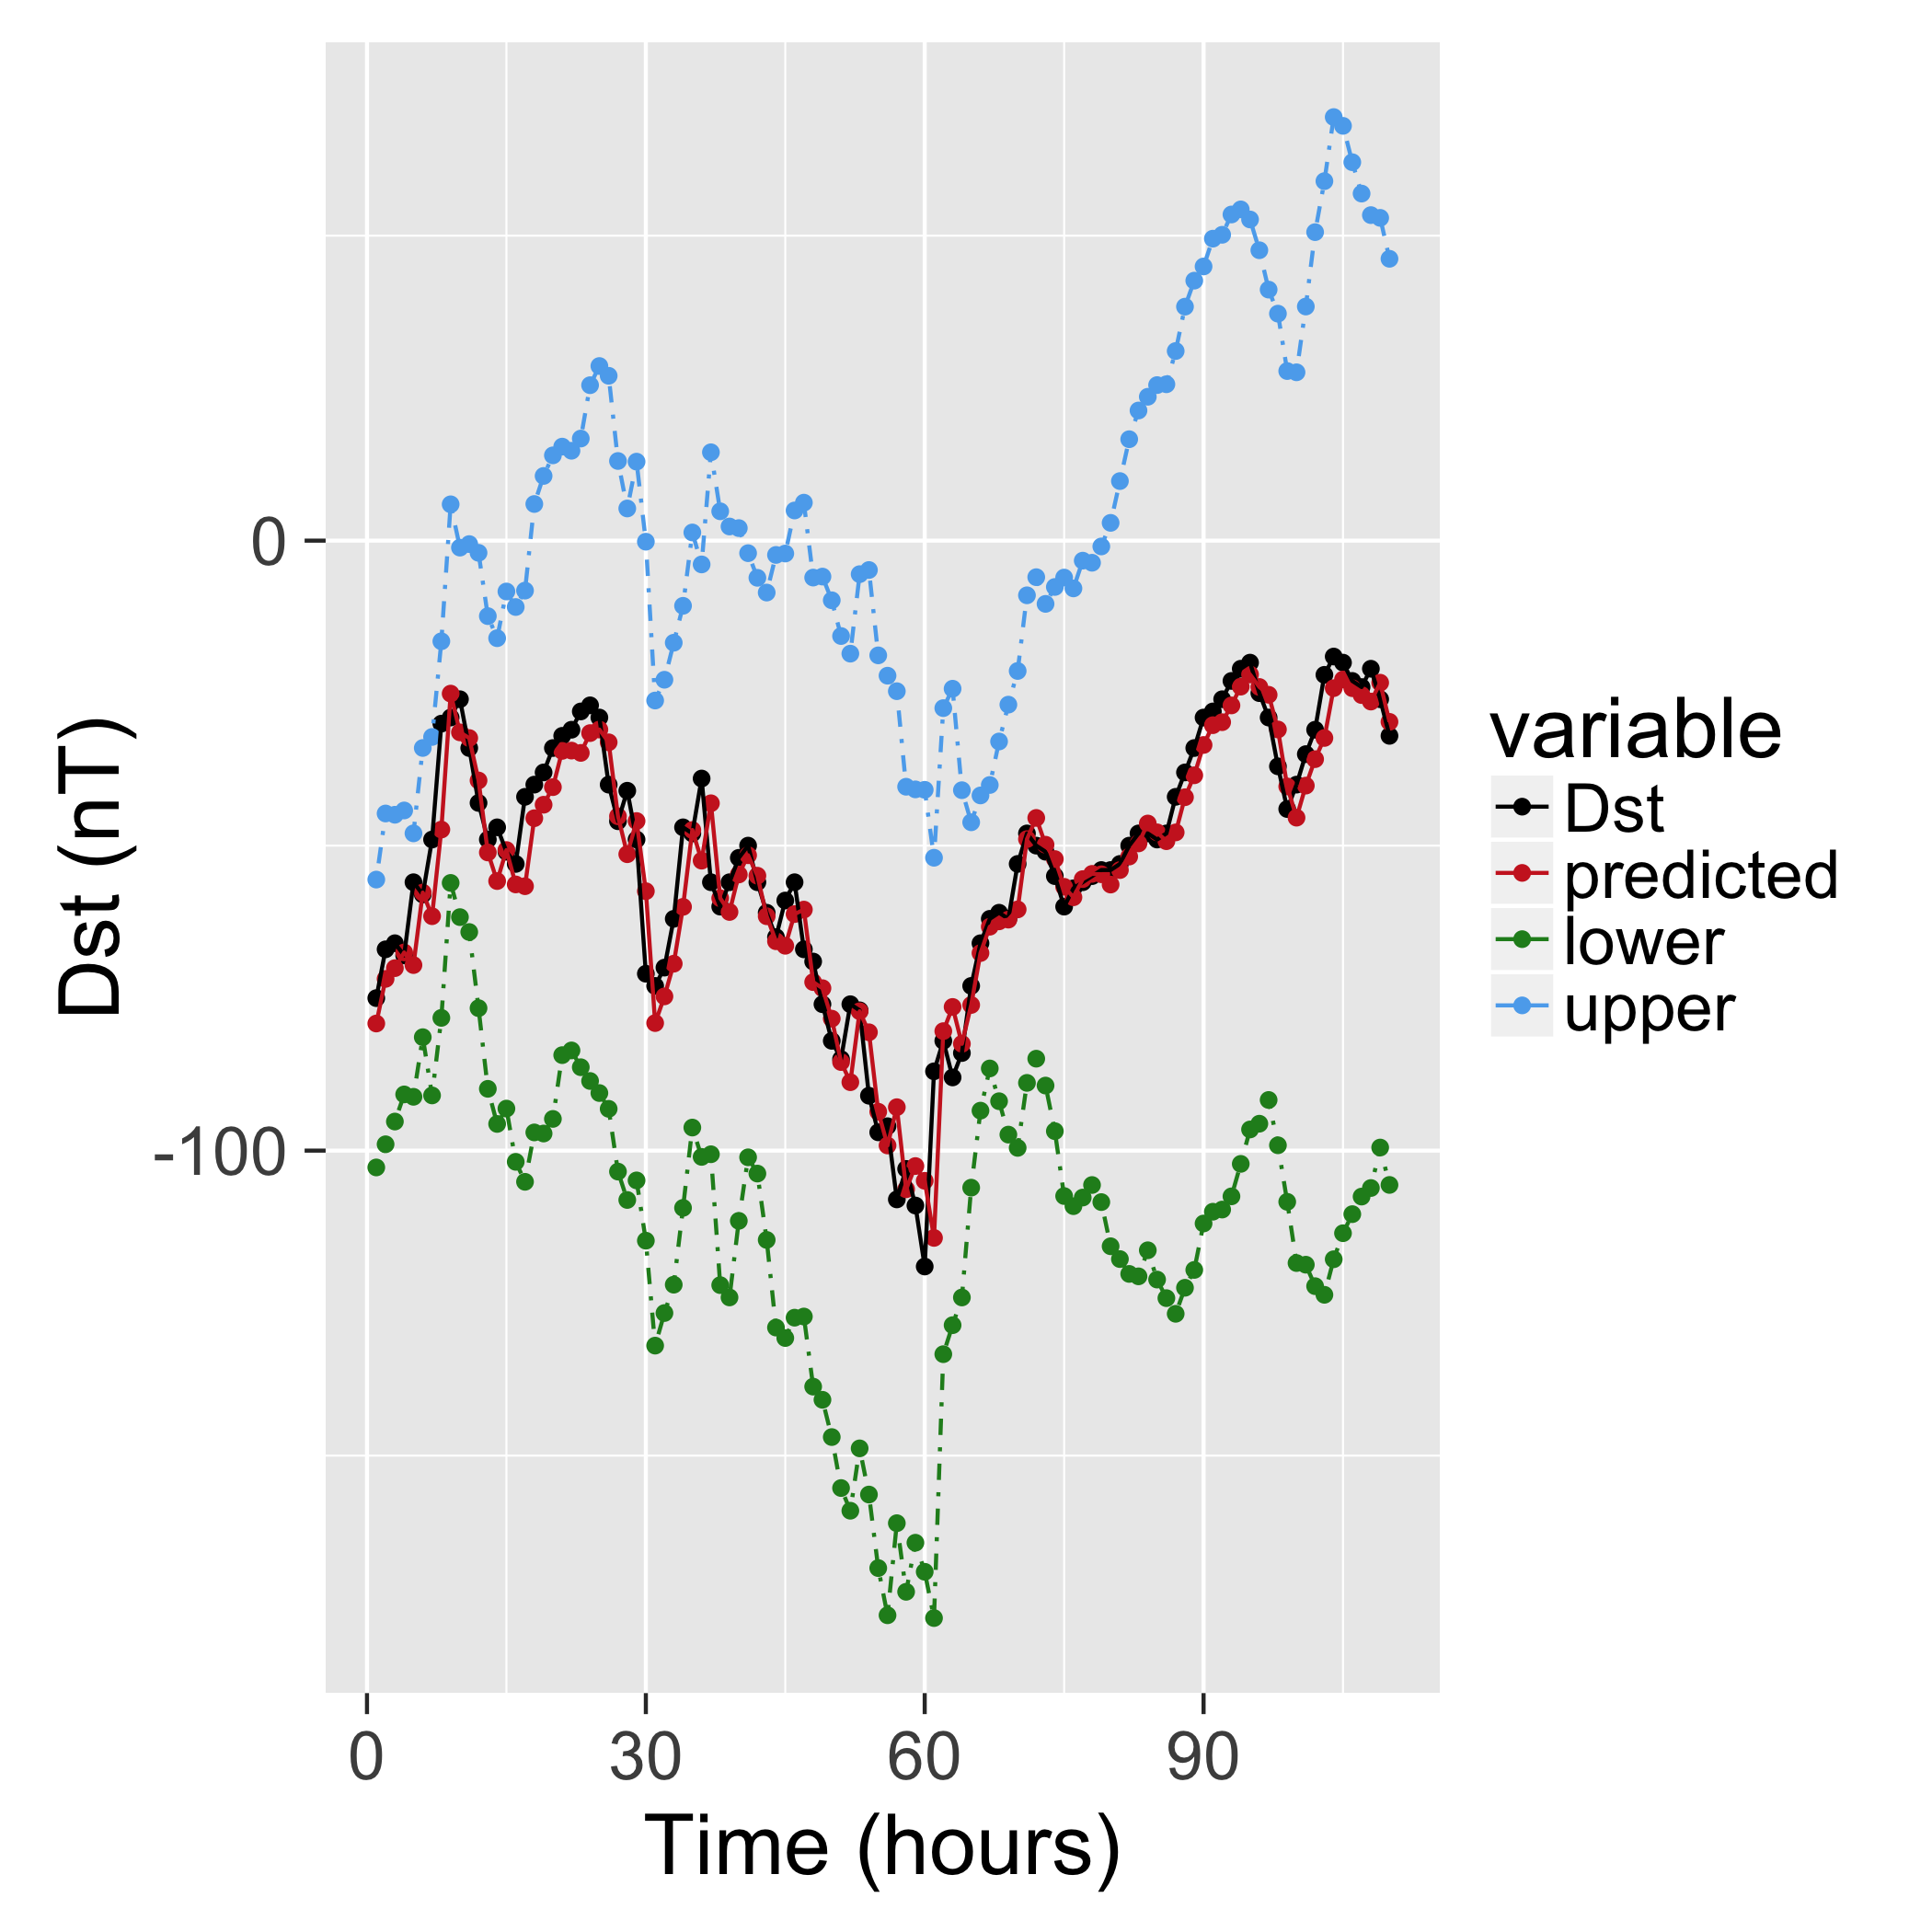 Dst (nT)
0
-100
0 30 60 90
Time (hours)
variable
Dst
predicted
lower
upper